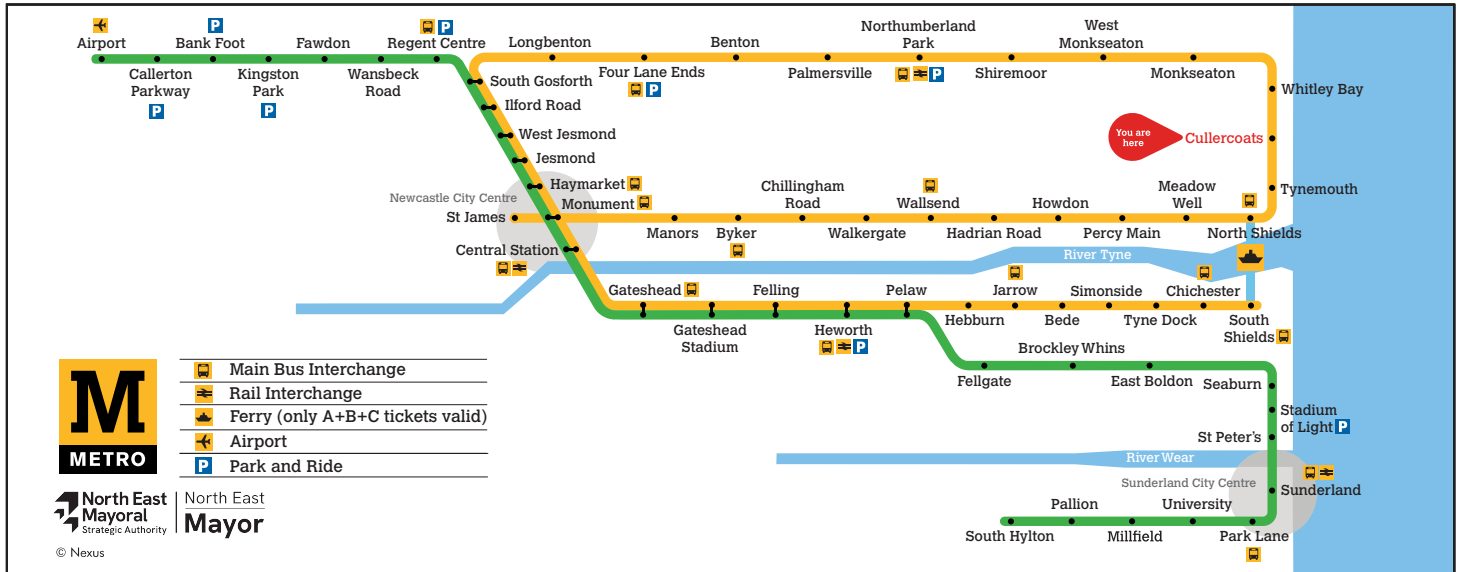 Airport
Callerton
Parkway
P
Bank Foot
P
Kingston
Park
P
Fawdon
Wansbeck
Road
Regent Centre
P
Longbenton
Four Lane Ends
P
Benton
Palmersville
Northumberland
Park
P
Shiremoor
West
Monkseaton
Monkseaton
Whitley Bay
You are
here
Cullercoats
Tynemouth
South Gosforth
Ilford Road
West Jesmond
Jesmond
Haymarket
Newcastle City Centre
Monument
St James
Central Station
Manors
Byker
Chillingham
Road
Walkergate
Wallsend
Hadrian Road
Howdon
Percy Main
Meadow
Well
North Shields
River Tyne
Gateshead
Gateshead
Stadium
Felling
Heworth
P
Pelaw
Hebburn
Jarrow
Bede
Simonside
Tyne Dock
Chichester
South
Shields
Fellgate
Brockley Whins
East Boldon
Seaburn
Stadium
of Light P
St Peter's
River Wear
Sunderland City Centre
Sunderland
Park Lane
University
Millfield
Pallion
South Hylton
M
METRO
Main Bus Interchange
Rail Interchange
Ferry (only A+B+C tickets valid)
Airport
P Park and Ride
North East
Mayoral
Strategic Authority
North East
Mayor
© Nexus